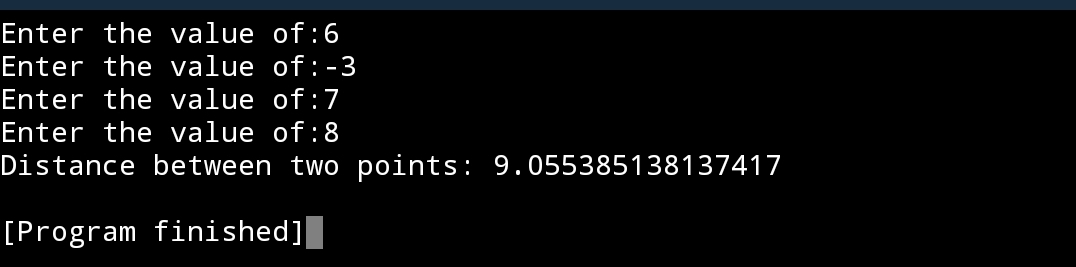 Enter the value of:6
Enter the value of:-3
Enter the value of:7
Enter the value of:8
Distance between two points: 9.055385138137417
[Program finished]